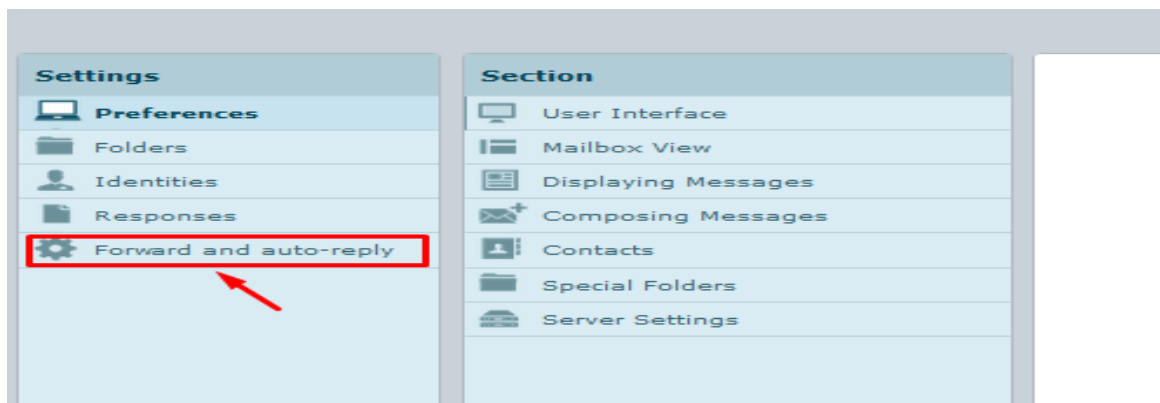 Settings
Preferences
Folders
Identities
Responses
Forward and auto-reply
Section
User Interface
Mailbox View
Displaying Messages
Composing Messages
Contacts
Special Folders
Server Settings